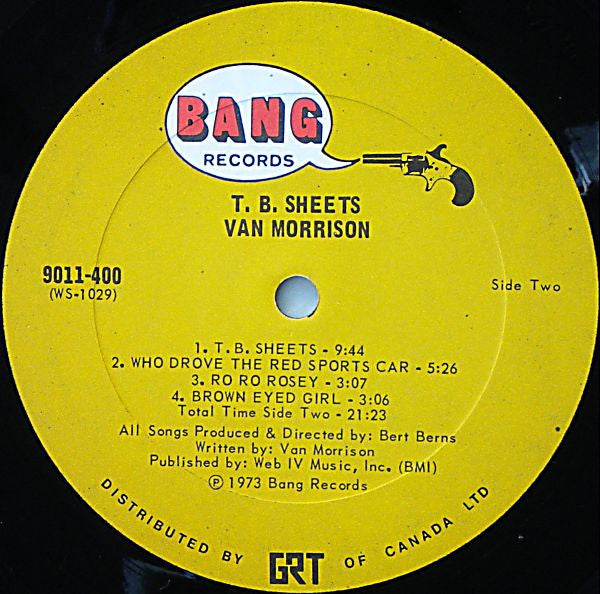 BANG
RECORDS
T. B. SHEETS
VAN MORRISON
9011-400
(WS-1029)
Side Two
1. T.B. SHEETS - 9:44
2. WHO DROVE THE RED SPORTS CAR - 5:26
3. RO RO ROSEY - 3:07
4. BROWN EYED GIRL - 3:06
Total Time Side Two - 21:23
All Songs Produced & Directed by: Bert Berns
Written by: Van Morrison
Published by: Web IV Music, Inc. (BMI)
℗ 1973 Bang Records
DISTRIBUTED BY GRT OF CANADA LTD